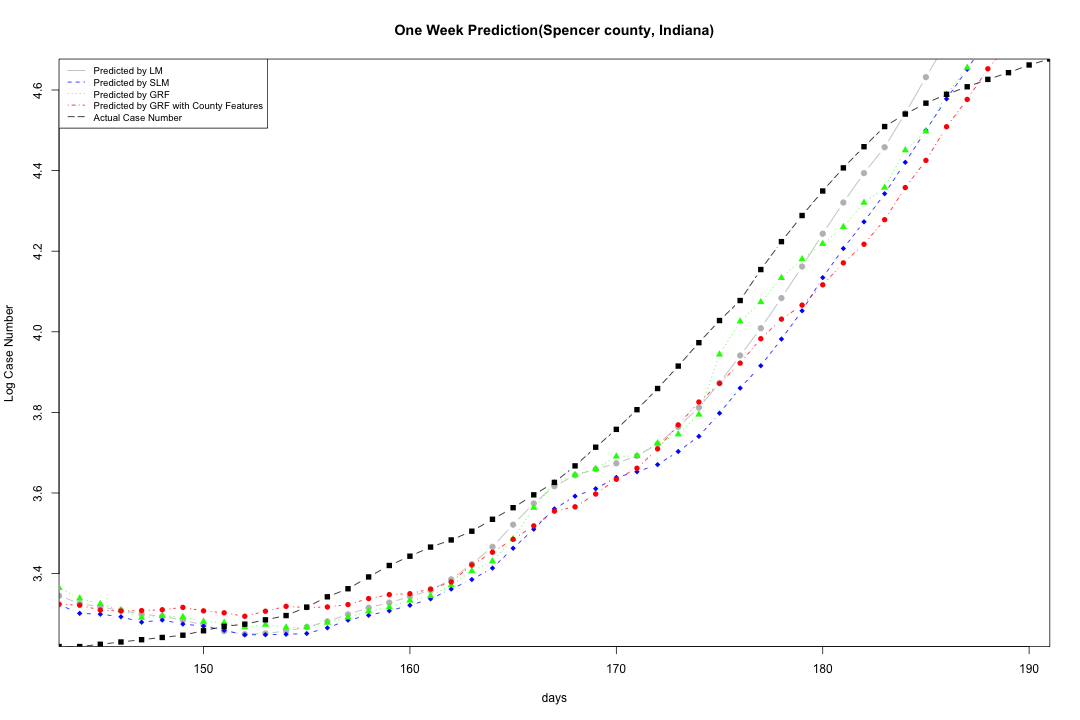 One Week Prediction(Spencer county, Indiana)
Predicted by LM
Predicted by SLM
Predicted by GRF
Predicted by GRF with County Features
Actual Case Number
4.6
4.4
4.2
4.0
3.8
3.6
3.4
Log Case Number
150
160
170
180
190
days